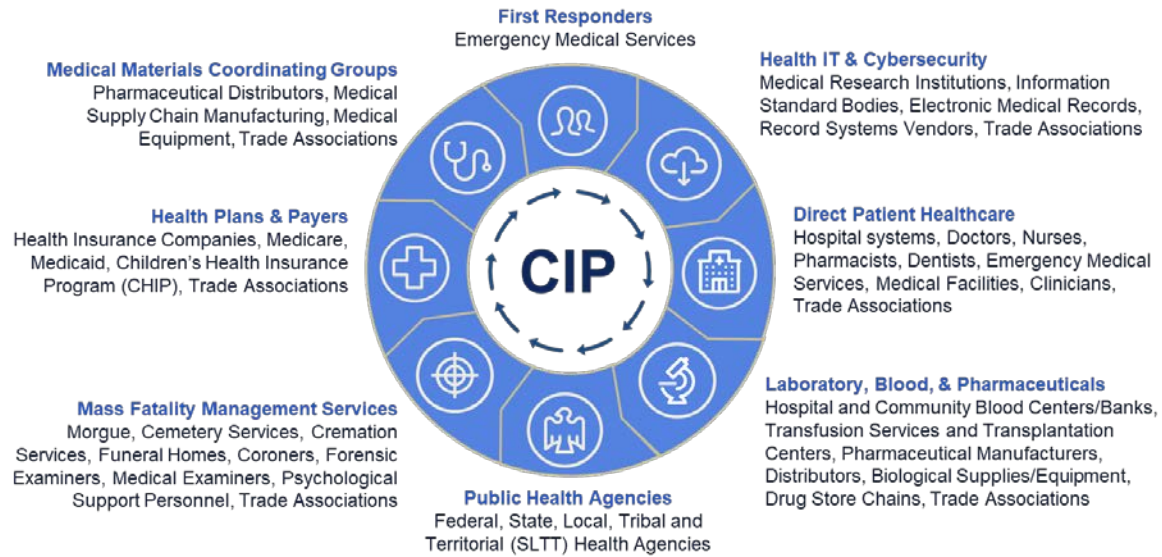 First Responders
Emergency Medical Services
Medical Materials Coordinating Groups
Pharmaceutical Distributors, Medical
Supply Chain Manufacturing, Medical
Equipment, Trade Associations
Health IT & Cybersecurity
Medical Research Institutions, Information
Standard Bodies, Electronic Medical Records,
Record Systems Vendors, Trade Associations
Health Plans & Payers
Health Insurance Companies, Medicare,
Medicaid, Children’s Health Insurance
Program (CHIP), Trade Associations
CIP
Direct Patient Healthcare
Hospital systems, Doctors, Nurses,
Pharmacists, Dentists, Emergency Medical
Services, Medical Facilities, Clinicians,
Trade Associations
Mass Fatality Management Services
Morgue, Cemetery Services, Cremation
Services, Funeral Homes, Coroners, Forensic
Examiners, Medical Examiners, Psychological
Support Personnel, Trade Associations
Laboratory, Blood, & Pharmaceuticals
Hospital and Community Blood Centers/Banks,
Transfusion Services and Transplantation
Centers, Pharmaceutical Manufacturers,
Distributors, Biological Supplies/Equipment,
Drug Store Chains, Trade Associations
Public Health Agencies
Federal, State, Local, Tribal and
Territorial (SLTT) Health Agencies